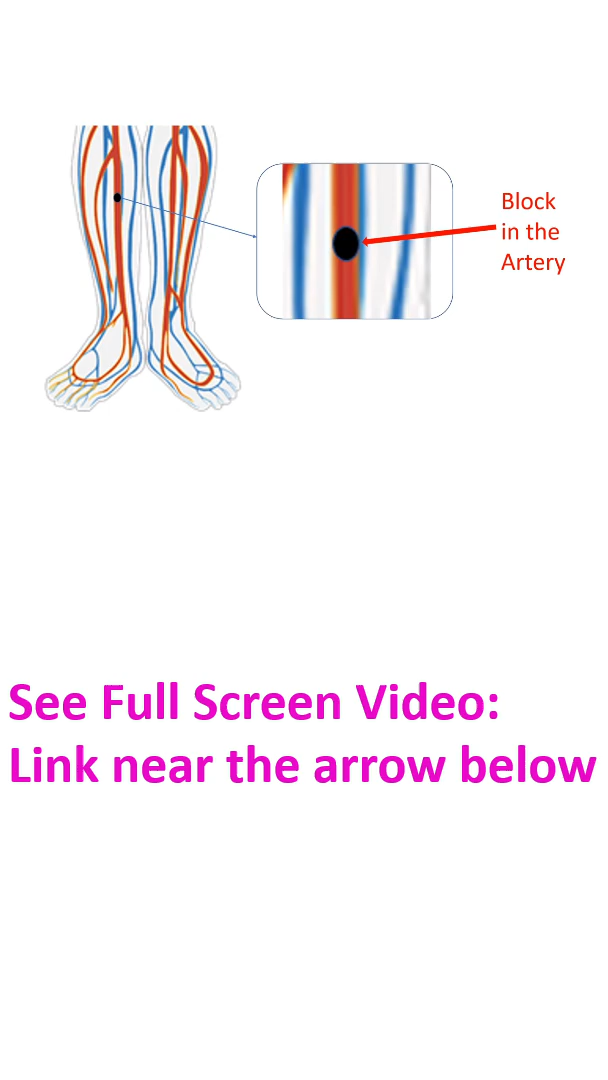 Block
in the
Artery
See Full Screen Video:
Link near the arrow below